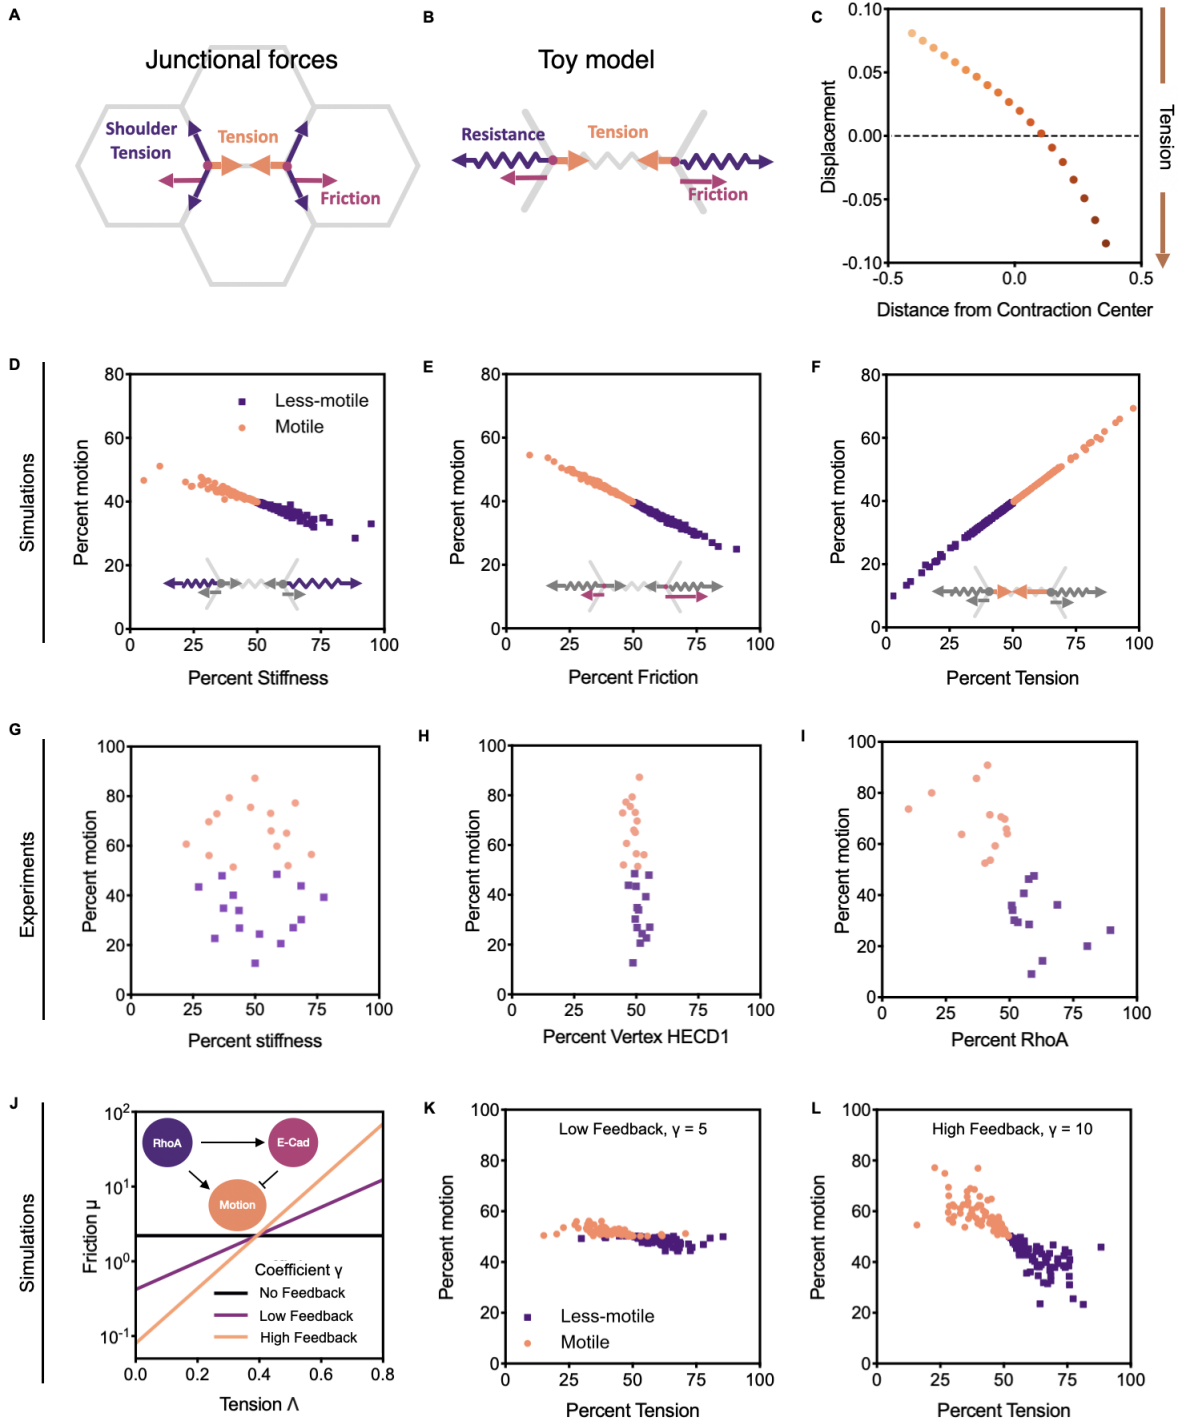 A
Junctional forces
Shoulder
Tension
Tension
Friction
B
Toy model
Resistance
Tension
Friction
C
0.10
0.05
0.00
-0.05
-0.10
-0.5
0.0
0.5
Displacement
Distance from Contraction Center
Tension
Simulations
D
80
60
40
20
0
0
25
50
75
100
Percent motion
Percent Stiffness
Less-motile
Motile
E
80
60
40
20
0
0
25
50
75
100
Percent motion
Percent Friction
F
80
60
40
20
0
0
25
50
75
100
Percent motion
Percent Tension
Experiments
G
100
80
60
40
20
0
0
25
50
75
100
Percent motion
Percent stiffness
H
100
80
60
40
20
0
0
25
50
75
100
Percent motion
Percent Vertex HECD1
I
100
80
60
40
20
0
0
25
50
75
100
Percent motion
Percent RhoA
Simulations
J
10²
10¹
10⁰
10⁻¹
0.0
0.2
0.4
0.6
0.8
Friction μ
Tension Λ
RhoA
E-Cad
Motion
Coefficient γ
No Feedback
Low Feedback
High Feedback
K
100
80
60
40
20
0
0
25
50
75
100
Percent motion
Percent Tension
Low Feedback, γ = 5
Less-motile
Motile
L
100
80
60
40
20
0
0
25
50
75
100
Percent motion
Percent Tension
High Feedback, γ = 10